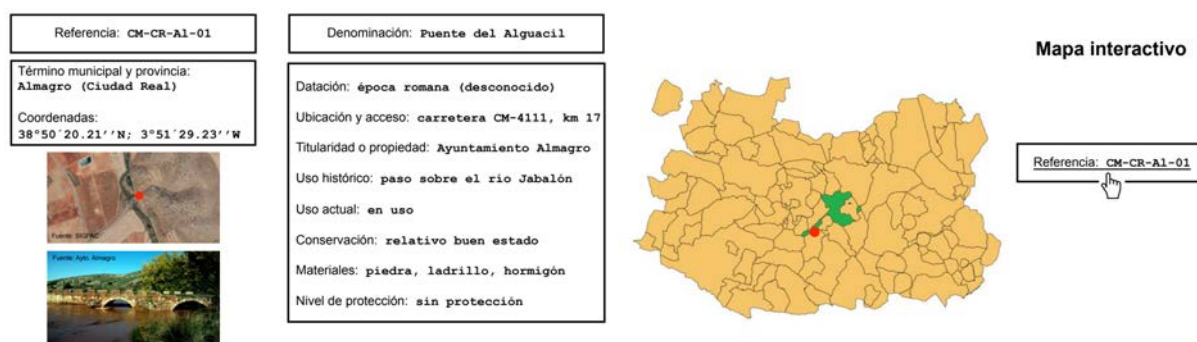 Referencia: CM-CR-Al-01
Término municipal y provincia:
Almagro (Ciudad Real)
Coordenadas:
38°50´20.21’’N; 3°51´29.23’’W
Fuente: SIGPAC
Fuente: Ayto. Almagro
Denominación: Puente del Alguacil
Datación: época romana (desconocido)
Ubicación y acceso: carretera CM-4111, km 17
Titularidad o propiedad: Ayuntamiento Almagro
Uso histórico: paso sobre el río Jabalón
Uso actual: en uso
Conservación: relativo buen estado
Materiales: piedra, ladrillo, hormigón
Nivel de protección: sin protección
Mapa interactivo
Referencia: CM-CR-Al-01